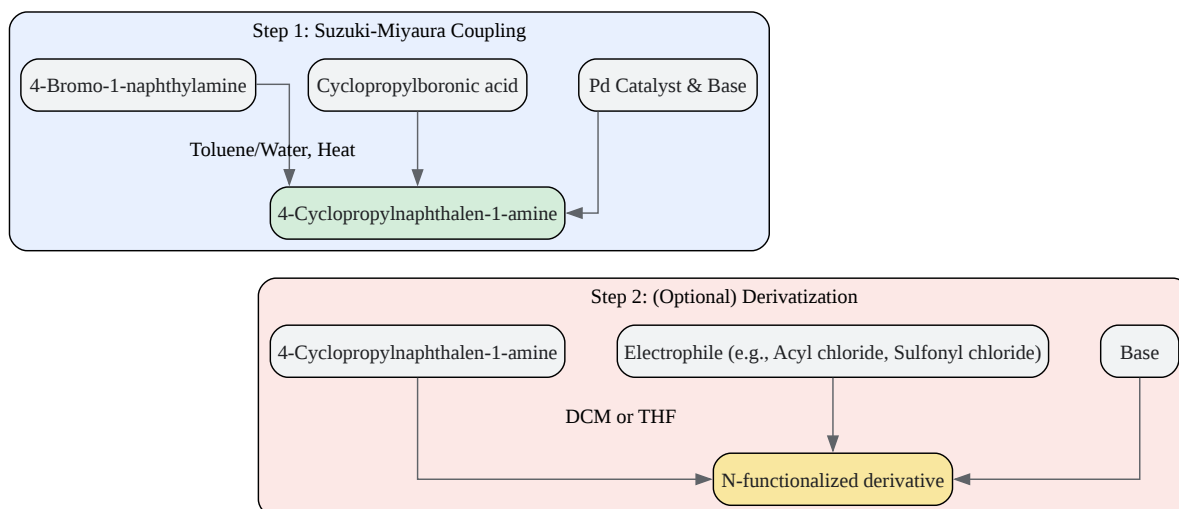 Step 1: Suzuki-Miyaura Coupling
4-Bromo-1-naphthylamine
Cyclopropylboronic acid
Pd Catalyst & Base
Toluene/Water, Heat
4-Cyclopropylnaphthalen-1-amine
Step 2: (Optional) Derivatization
4-Cyclopropylnaphthalen-1-amine
Electrophile (e.g., Acyl chloride, Sulfonyl chloride)
Base
DCM or THF
N-functionalized derivative